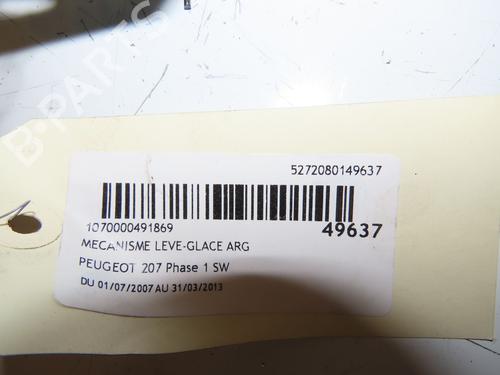 B-PARTS
5272080149637
1070000491869
49637
MECANISME LEVE-GLACE ARG
PEUGEOT 207 Phase 1 SW
DU 01/07/2007 AU 31/03/2013